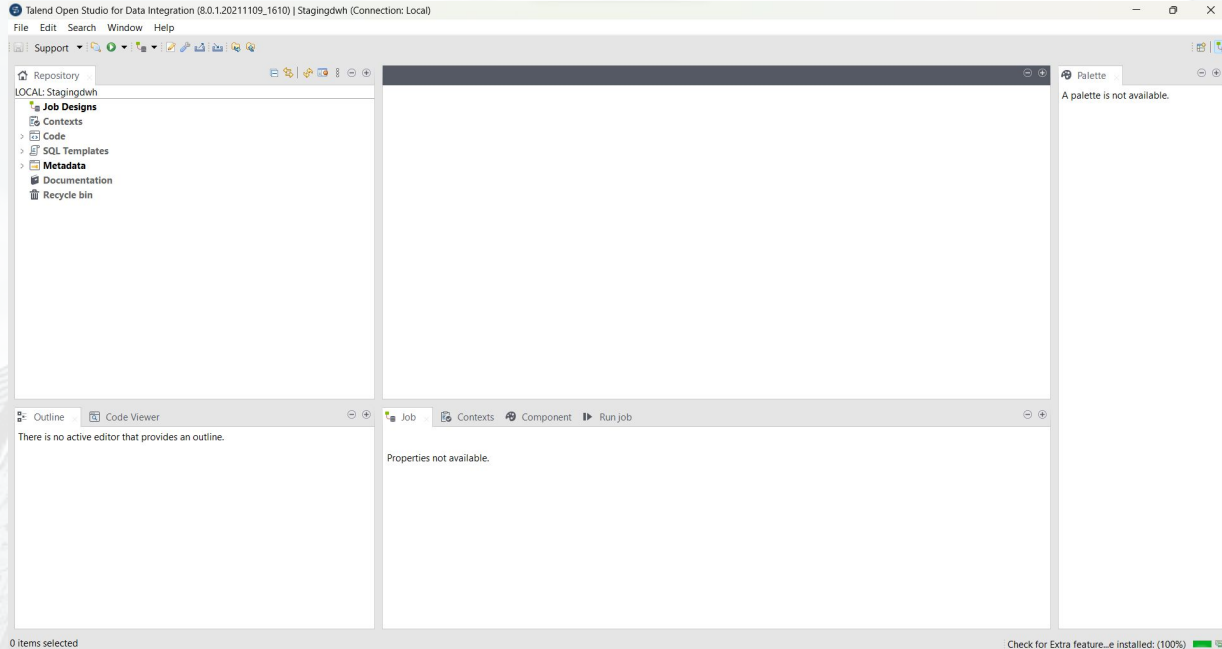 Talend Open Studio for Data Integration (8.0.1.20211109_1610) | Stagingdwh (Connection: Local)
File Edit Search Window Help
Support
Repository
LOCAL: Stagingdwh
Job Designs
Contexts
Code
SQL Templates
Metadata
Documentation
Recycle bin
Palette
A palette is not available.
Outline Code Viewer
There is no active editor that provides an outline.
Job Contexts Component Run job
Properties not available.
0 items selected
Check for Extra feature...e installed: (100%)